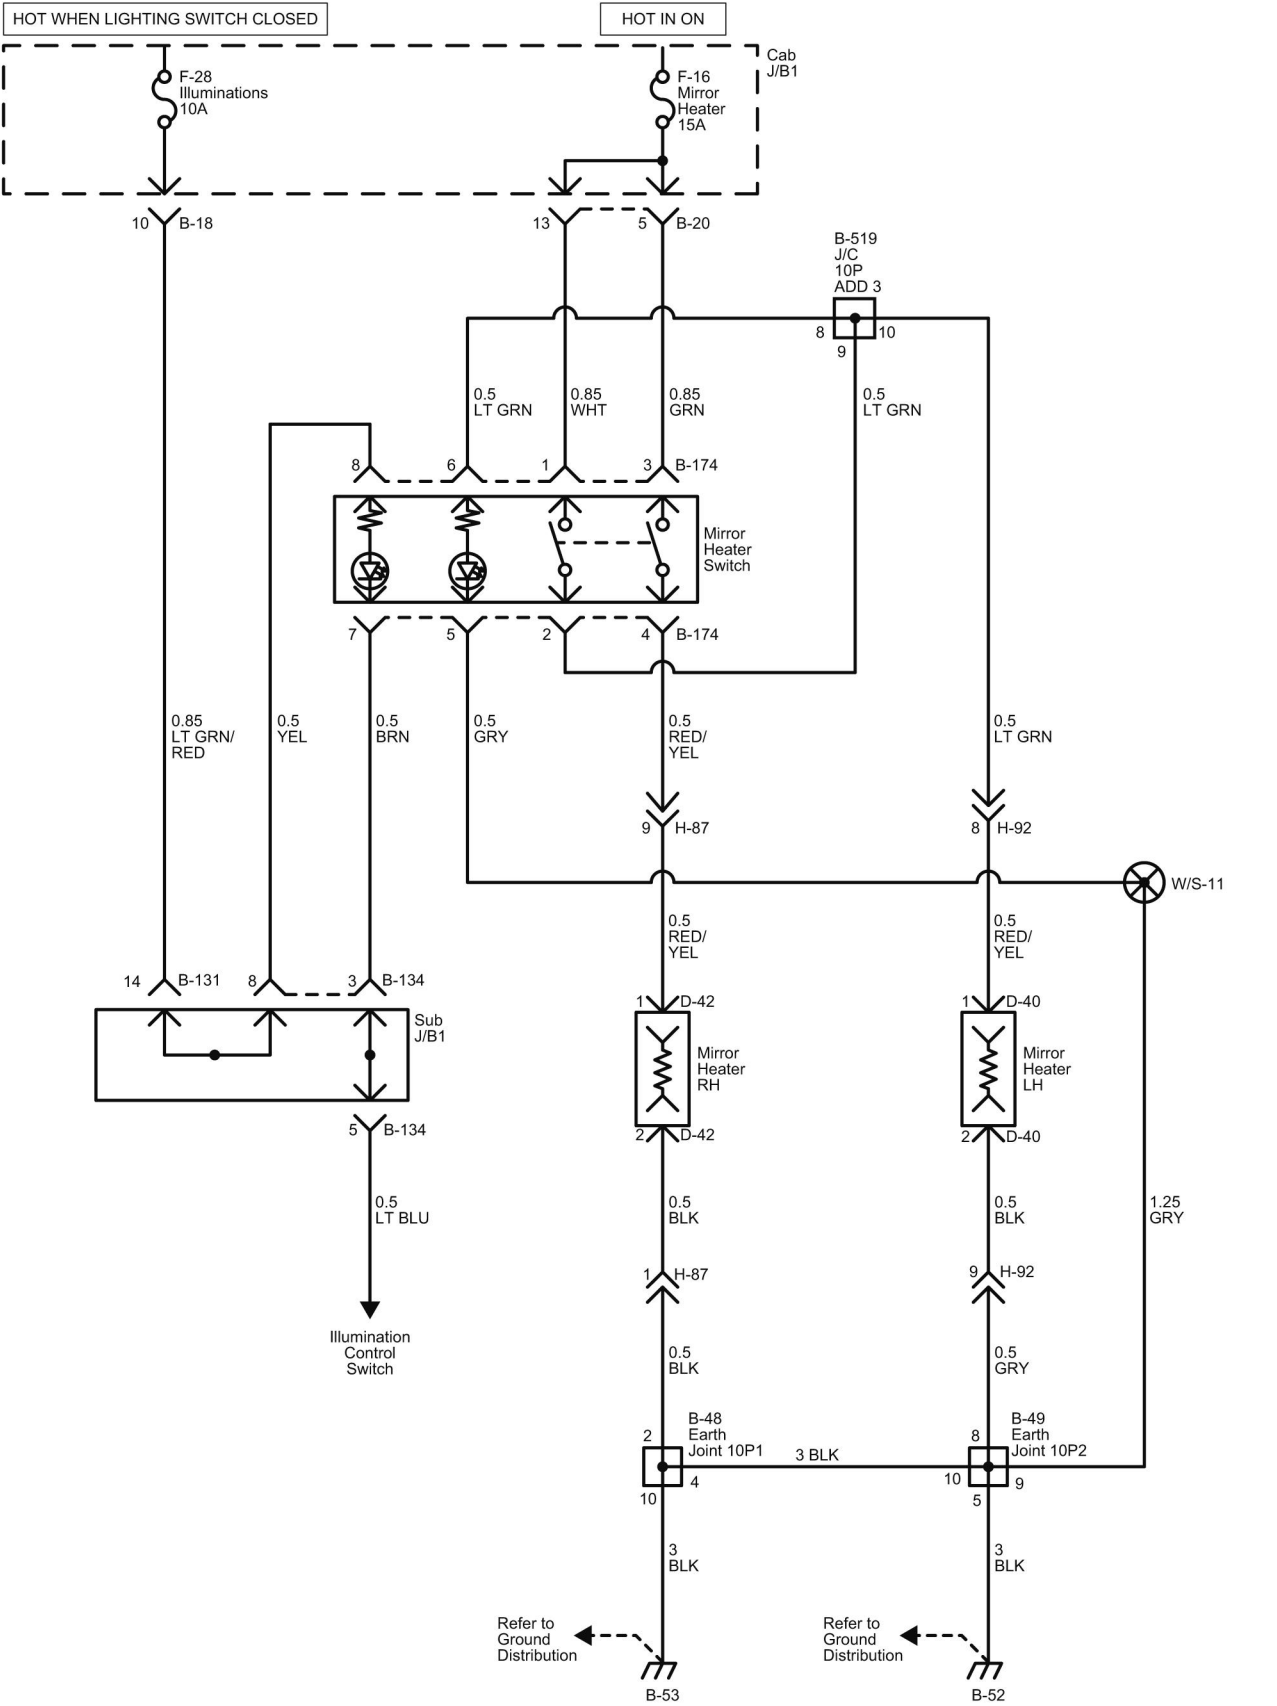 HOT WHEN LIGHTING SWITCH CLOSED
HOT IN ON
Cab
J/B1
F-28
Illuminations
10A
F-16
Mirror
Heater
15A
10
B-18
13
5
B-20
B-519
J/C
10P
ADD 3
8
10
9
0.5
LT GRN
0.85
WHT
0.85
GRN
0.5
LT GRN
8
6
1
3
B-174
Mirror
Heater
Switch
7
5
2
4
B-174
0.85
LT GRN/
RED
0.5
YEL
0.5
BRN
0.5
GRY
0.5
RED/
YEL
0.5
LT GRN
9
H-87
8
H-92
W/S-11
0.5
RED/
YEL
0.5
RED/
YEL
14
B-131
8
3
B-134
Sub
J/B1
1
D-42
1
D-40
Mirror
Heater
RH
Mirror
Heater
LH
5
B-134
2
D-42
2
D-40
0.5
LT BLU
0.5
BLK
0.5
BLK
1.25
GRY
1
H-87
9
H-92
Illumination
Control
Switch
0.5
BLK
0.5
GRY
B-48
Earth
Joint 10P1
2
4
10
3 BLK
B-49
Earth
Joint 10P2
8
10
9
5
3
BLK
3
BLK
Refer to
Ground
Distribution
Refer to
Ground
Distribution
B-53
B-52